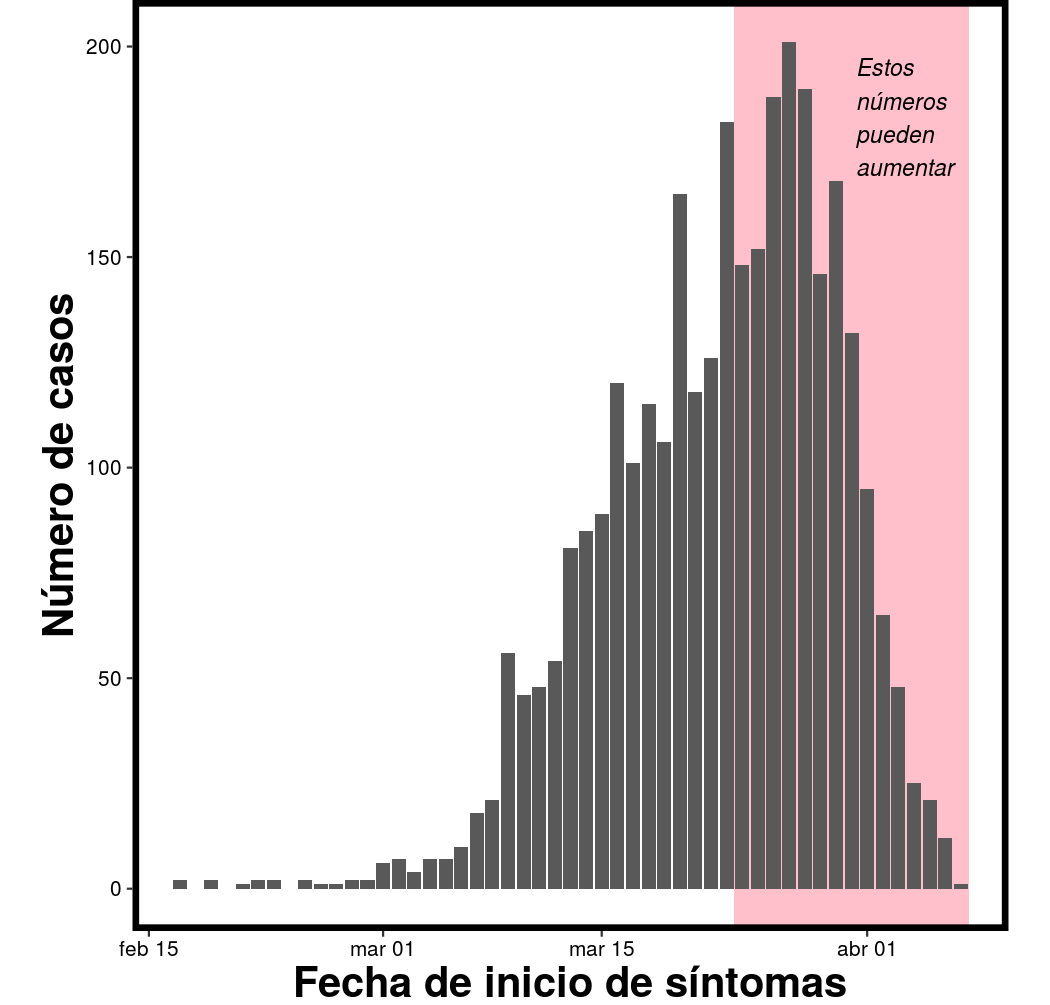 200
150
100
50
0
Número de casos
Estos
números
pueden
aumentar
feb 15
mar 01
mar 15
abr 01
Fecha de inicio de síntomas